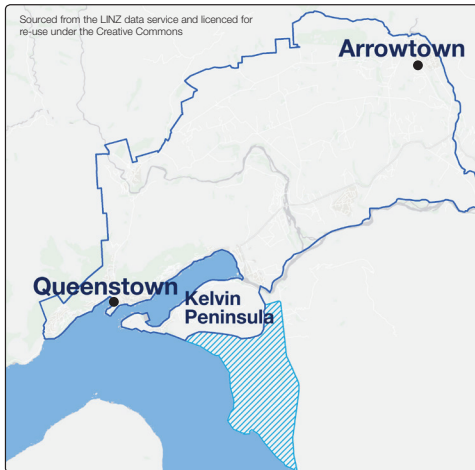 Sourced from the LINZ data service and licenced for
re-use under the Creative Commons
Arrowtown
Queenstown
Kelvin
Peninsula